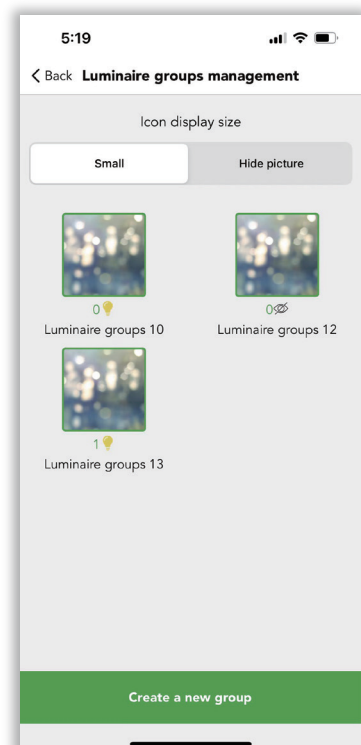 5:19
Back Luminaire groups management
Icon display size
Small Hide picture
0 0
Luminaire groups 10 Luminaire groups 12
1
Luminaire groups 13
Create a new group